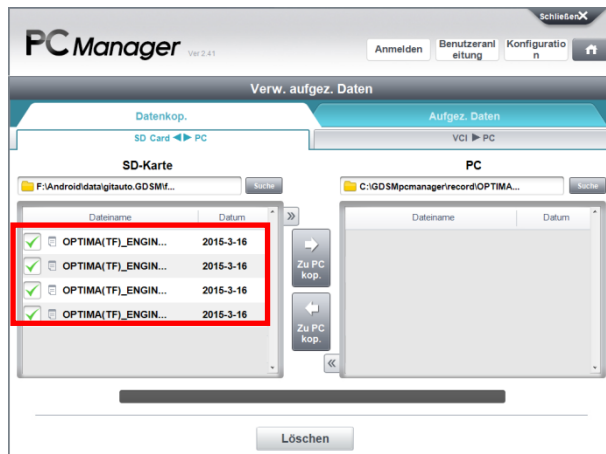 Schließen X
PC Manager Ver 2.41
Anmelden
Benutzeranl
eitung
Konfiguratio
n
Verw. aufgez. Daten
Datenkop.
Aufgez. Daten
SD Card ◀▶ PC
VCI ▶ PC
SD-Karte
PC
F:\Android\data\gitauto.GDSM\f...
Suche
C:\GDSMpcmanager\record\OPTIMA...
Suche
Dateiname
Datum
Dateiname
Datum
OPTIMA(TF)_ENGIN... 2015-3-16
OPTIMA(TF)_ENGIN... 2015-3-16
OPTIMA(TF)_ENGIN... 2015-3-16
OPTIMA(TF)_ENGIN... 2015-3-16
Zu PC
kop.
Zu PC
kop.
Löschen